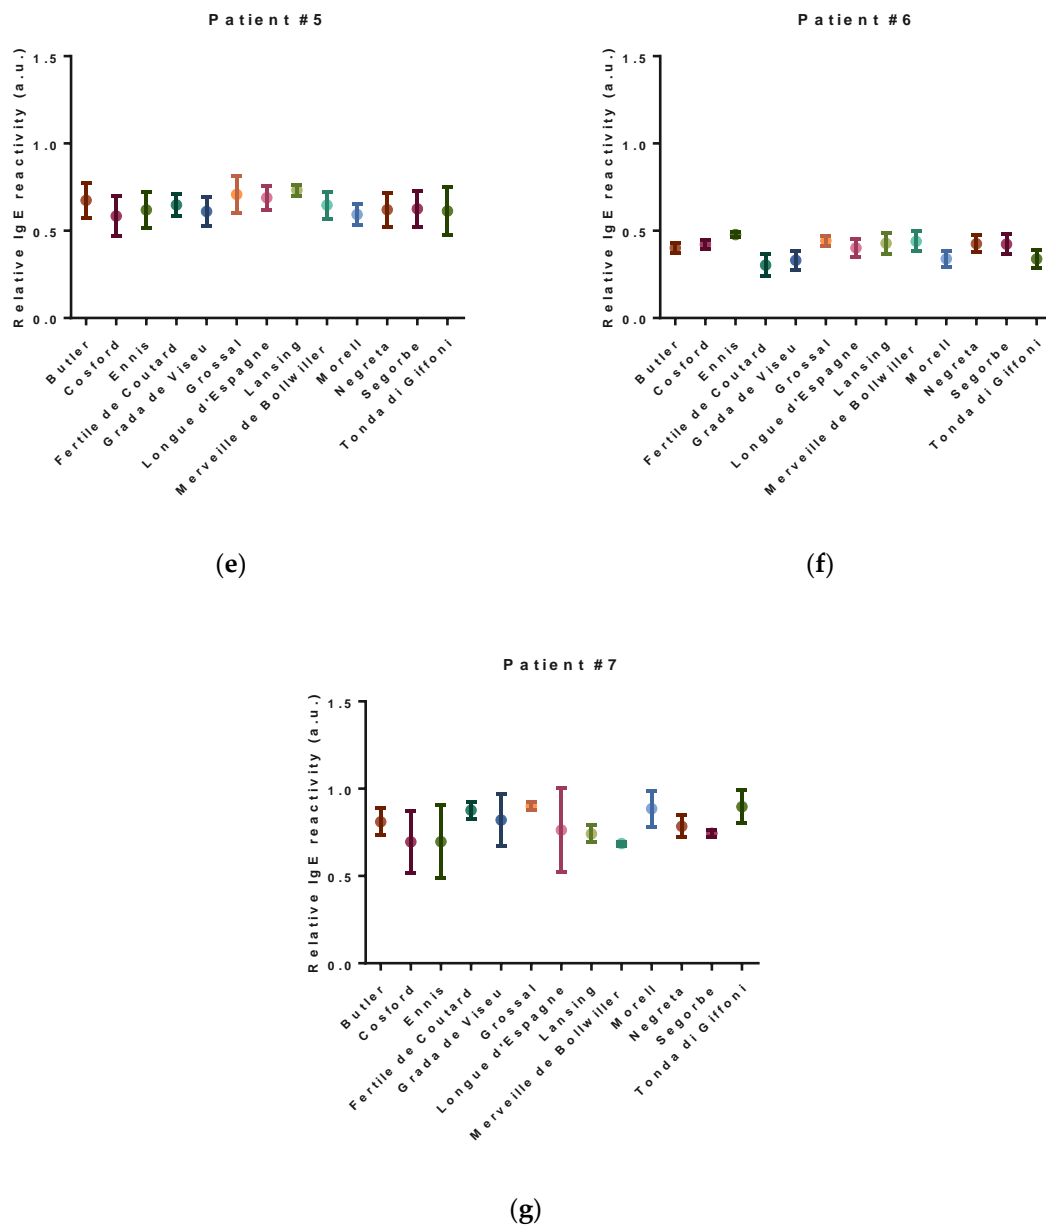 Patient #5
Relative IgE reactivity (a.u.)
1.5
1.0
0.5
0.0
Butler
Cosford
Ennis
Fertile de Coutard
Grada de Viseu
Grossal
Longue d'Espagne
Lansing
Merveille de Bollwiller
Morell
Negreta
Segorbe
Tonda di Giffoni
(e)
Patient #6
Relative IgE reactivity (a.u.)
1.5
1.0
0.5
0.0
Butler
Cosford
Ennis
Fertile de Coutard
Grada de Viseu
Grossal
Longue d'Espagne
Lansing
Merveille de Bollwiller
Morell
Negreta
Segorbe
Tonda di Giffoni
(f)
Patient #7
Relative IgE reactivity (a.u.)
1.5
1.0
0.5
0.0
Butler
Cosford
Ennis
Fertile de Coutard
Grada de Viseu
Grossal
Longue d'Espagne
Lansing
Merveille de Bollwiller
Morell
Negreta
Segorbe
Tonda di Giffoni
(g)